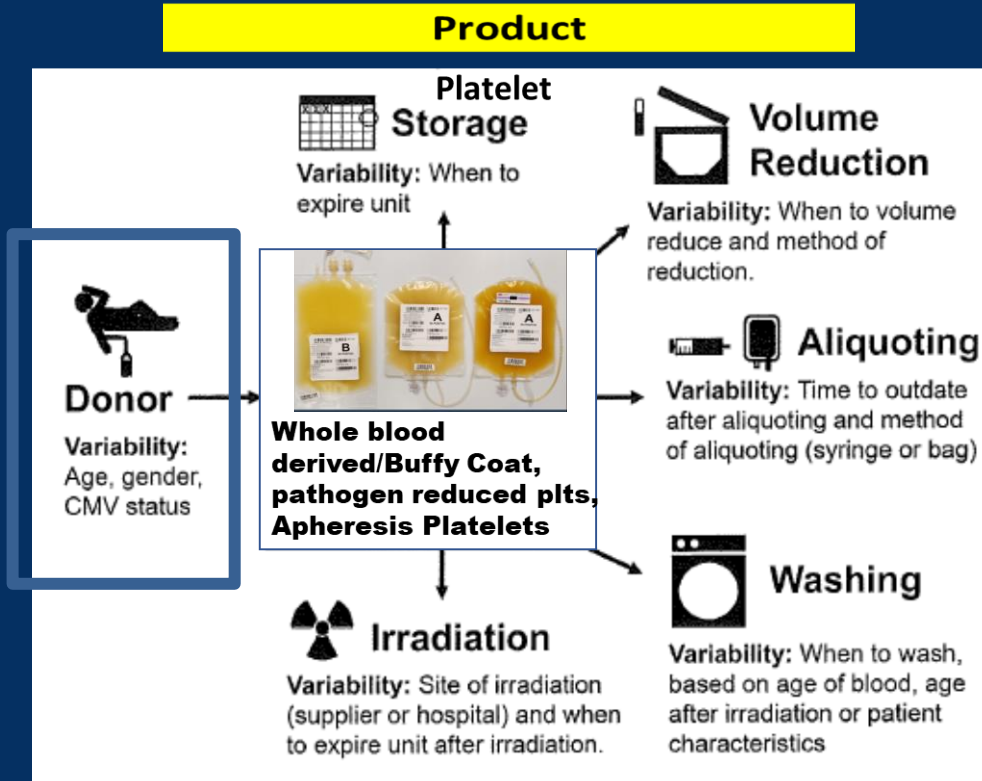 Product
Platelet
Storage
Variability: When to
expire unit
Volume
Reduction
Variability: When to volume
reduce and method of
reduction.
Donor
Variability:
Age, gender,
CMV status
B
A
A
Whole blood
derived/Buffy Coat,
pathogen reduced plts,
Apheresis Platelets
Aliquoting
Variability: Time to outdate
after aliquoting and method
of aliquoting (syringe or bag)
Irradiation
Variability: Site of irradiation
(supplier or hospital) and when
to expire unit after irradiation.
Washing
Variability: When to wash,
based on age of blood, age
after irradiation or patient
characteristics